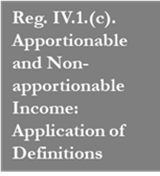 Reg. IV.1.(c).
Apportionable
and Non-
apportionable
Income:
Application of
Definitions